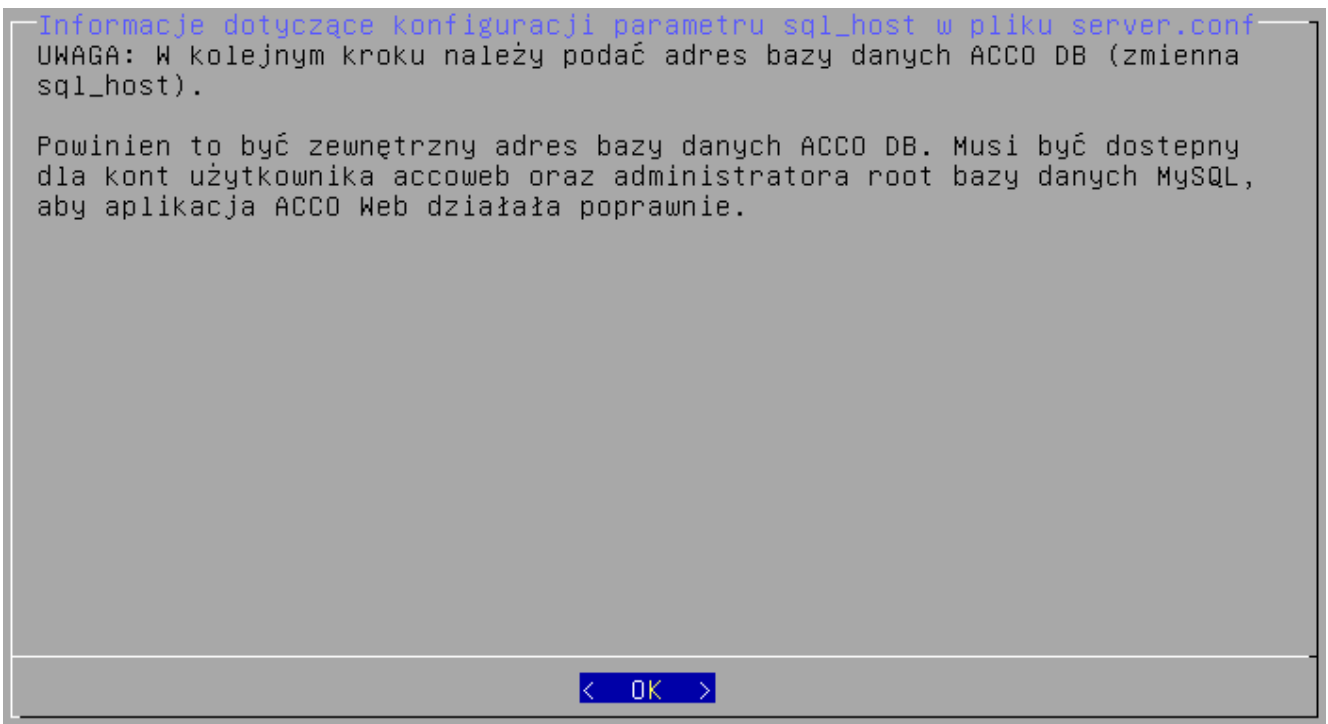 Informacje dotyczące konfiguracji parametru sql_host w pliku server.conf
UWAGA: W kolejnym kroku należy podać adres bazy danych ACCO DB (zmienna
sql_host).
Powinien to być zewnętrzny adres bazy danych ACCO DB. Musi być dostepny
dla kont użytkownika accoweb oraz administratora root bazy danych MySQL,
aby aplikacja ACCO Web działała poprawnie.
< OK >